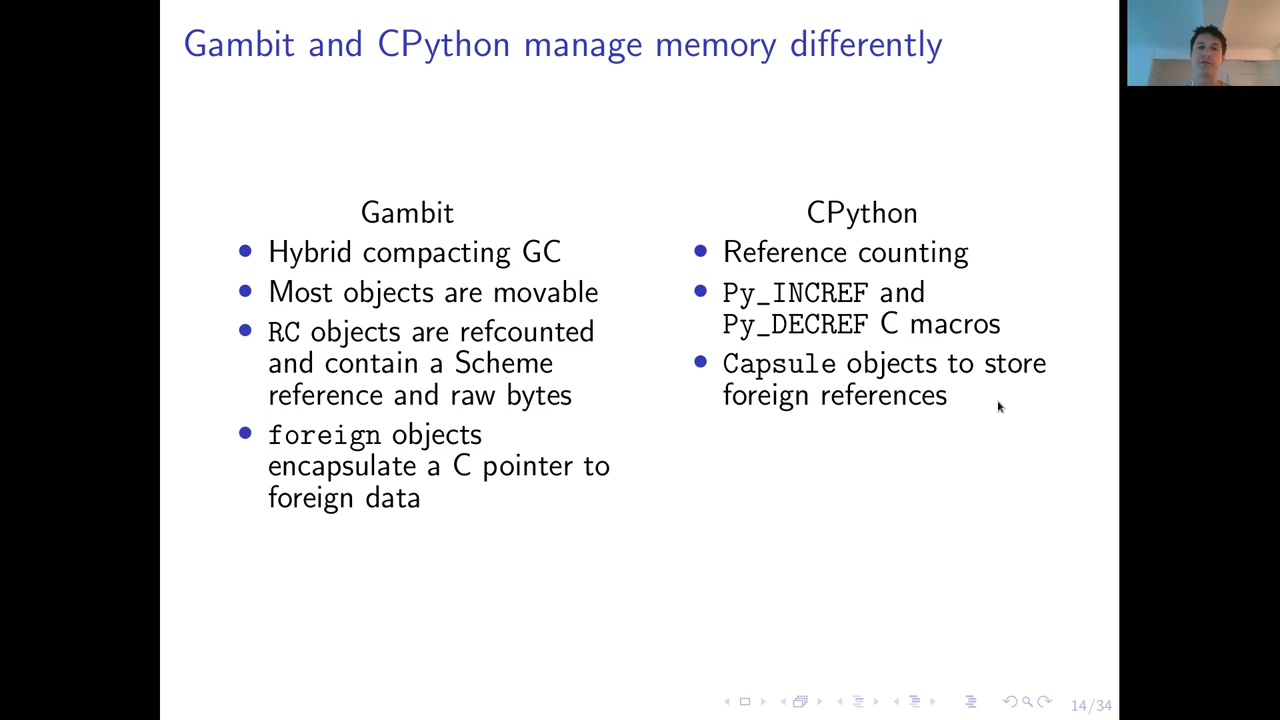 Gambit and CPython manage memory differently
Gambit
• Hybrid compacting GC
• Most objects are movable
• RC objects are refcounted
and contain a Scheme
reference and raw bytes
• foreign objects
encapsulate a C pointer to
foreign data
CPython
• Reference counting
• Py_INCREF and
Py_DECREF C macros
• Capsule objects to store
foreign references
14/34